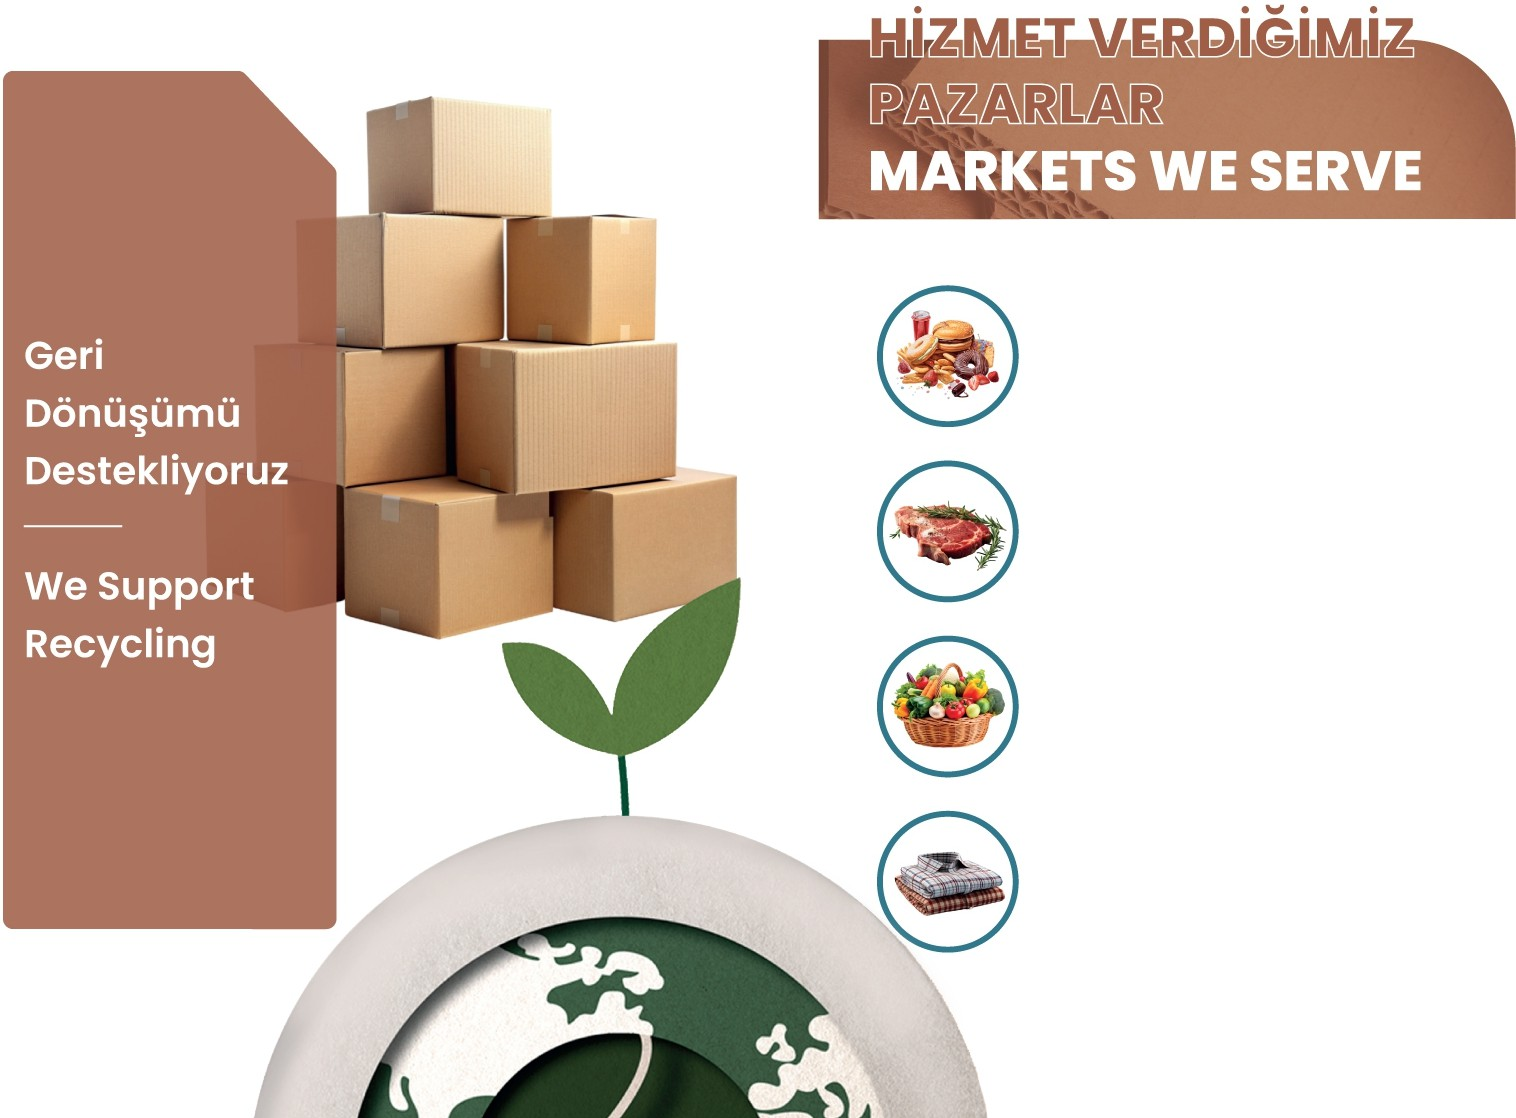 HİZMET VERDİĞİMİZ
PAZARLAR
MARKETS WE SERVE
Geri
Dönüşümü
Destekliyoruz
We Support
Recycling